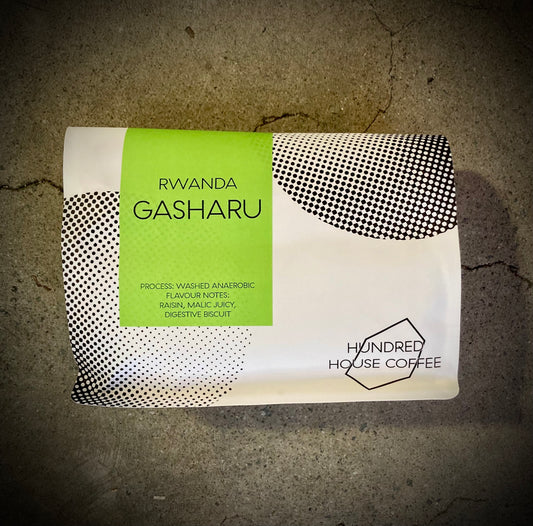 RWANDA
GASHARU
PROCESS: WASHED ANAEROBIC
FLAVOUR NOTES:
RAISIN, MALIC JUICY,
DIGESTIVE BISCUIT
HUNDRED
HOUSE COFFEE